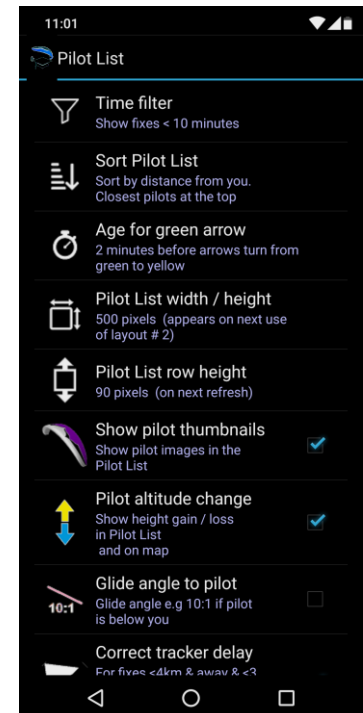 11:01
Pilot List
Time filter
Show fixes < 10 minutes
Sort Pilot List
Sort by distance from you.
Closest pilots at the top
Age for green arrow
2 minutes before arrows turn from
green to yellow
Pilot List width / height
500 pixels (appears on next use
of layout # 2)
Pilot List row height
90 pixels (on next refresh)
Show pilot thumbnails
Show pilot images in the
Pilot List
Pilot altitude change
Show height gain / loss
in Pilot List
and on map
Glide angle to pilot
10:1
Glide angle e.g 10:1 if pilot
is below you
Correct tracker delay
For fixes <4km & away & <3